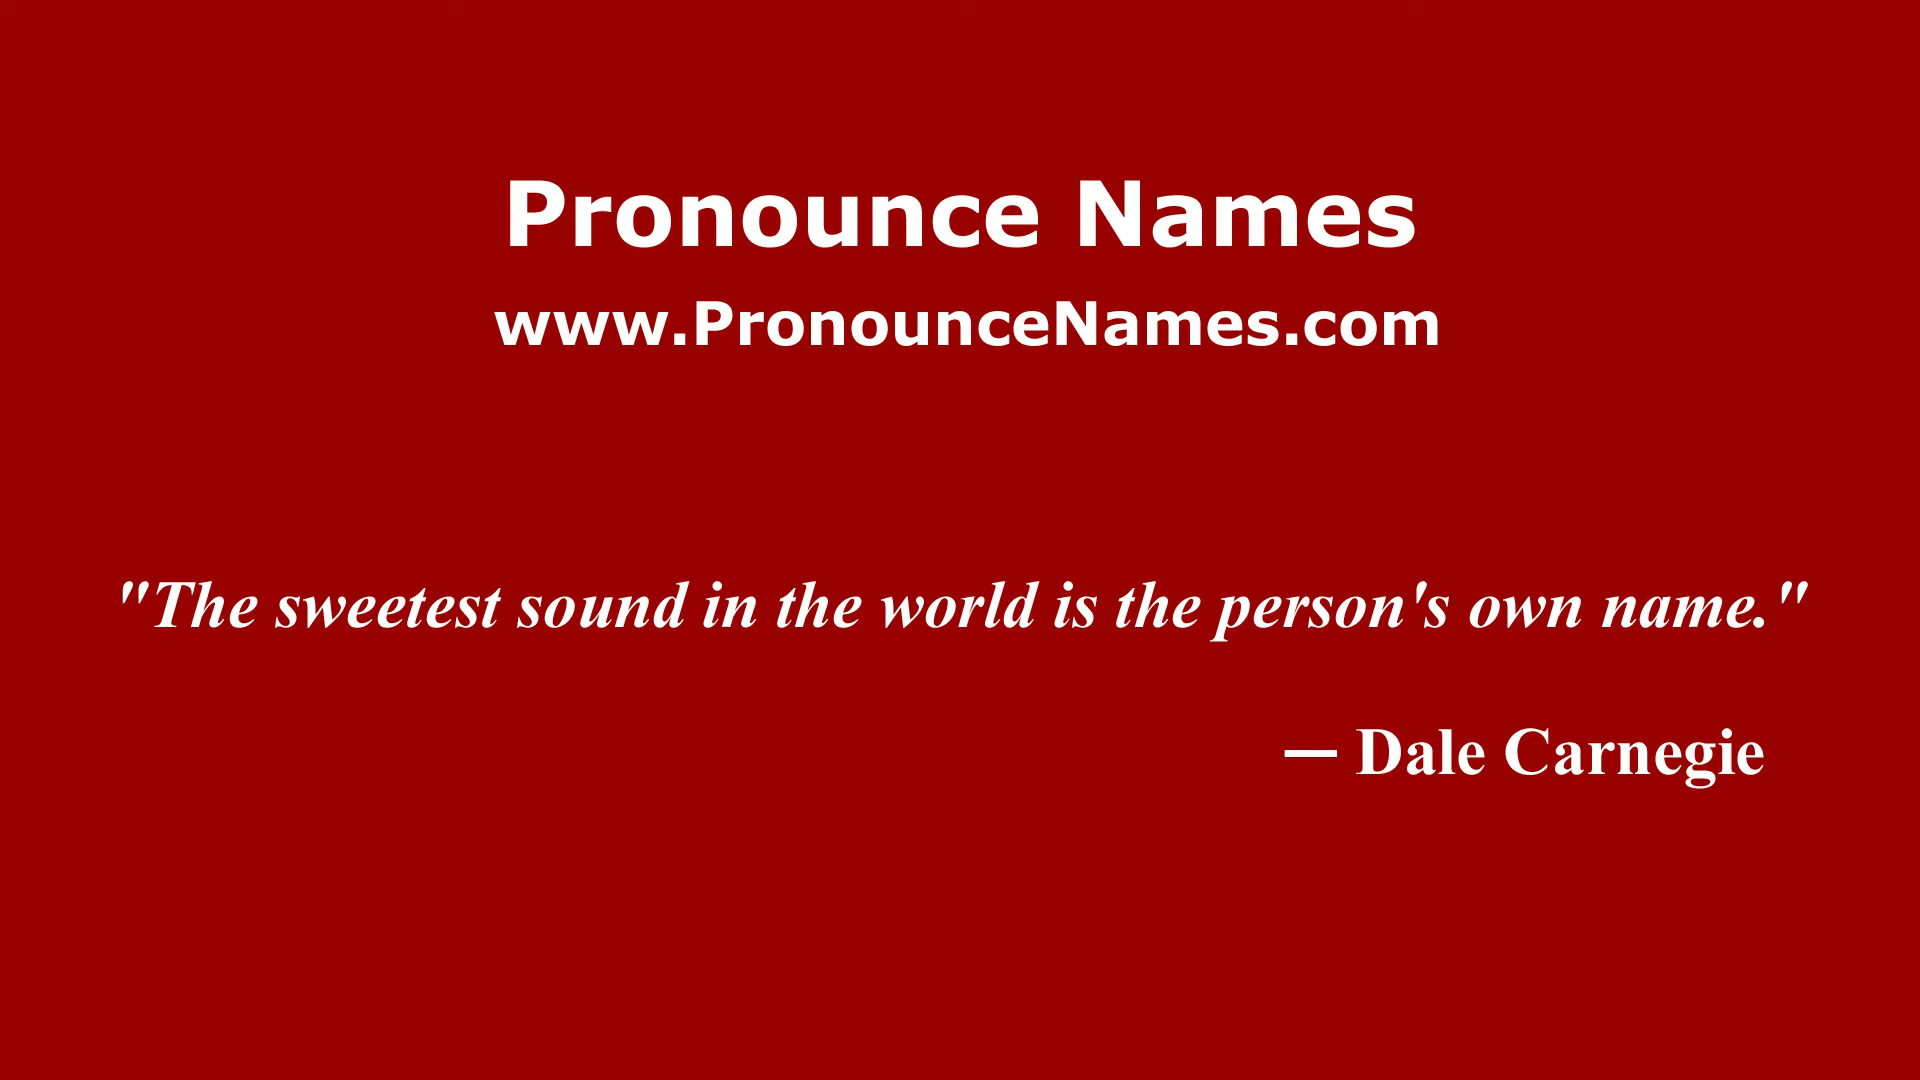 Pronounce Names
www.PronounceNames.com
"The sweetest sound in the world is the person's own name."
— Dale Carnegie